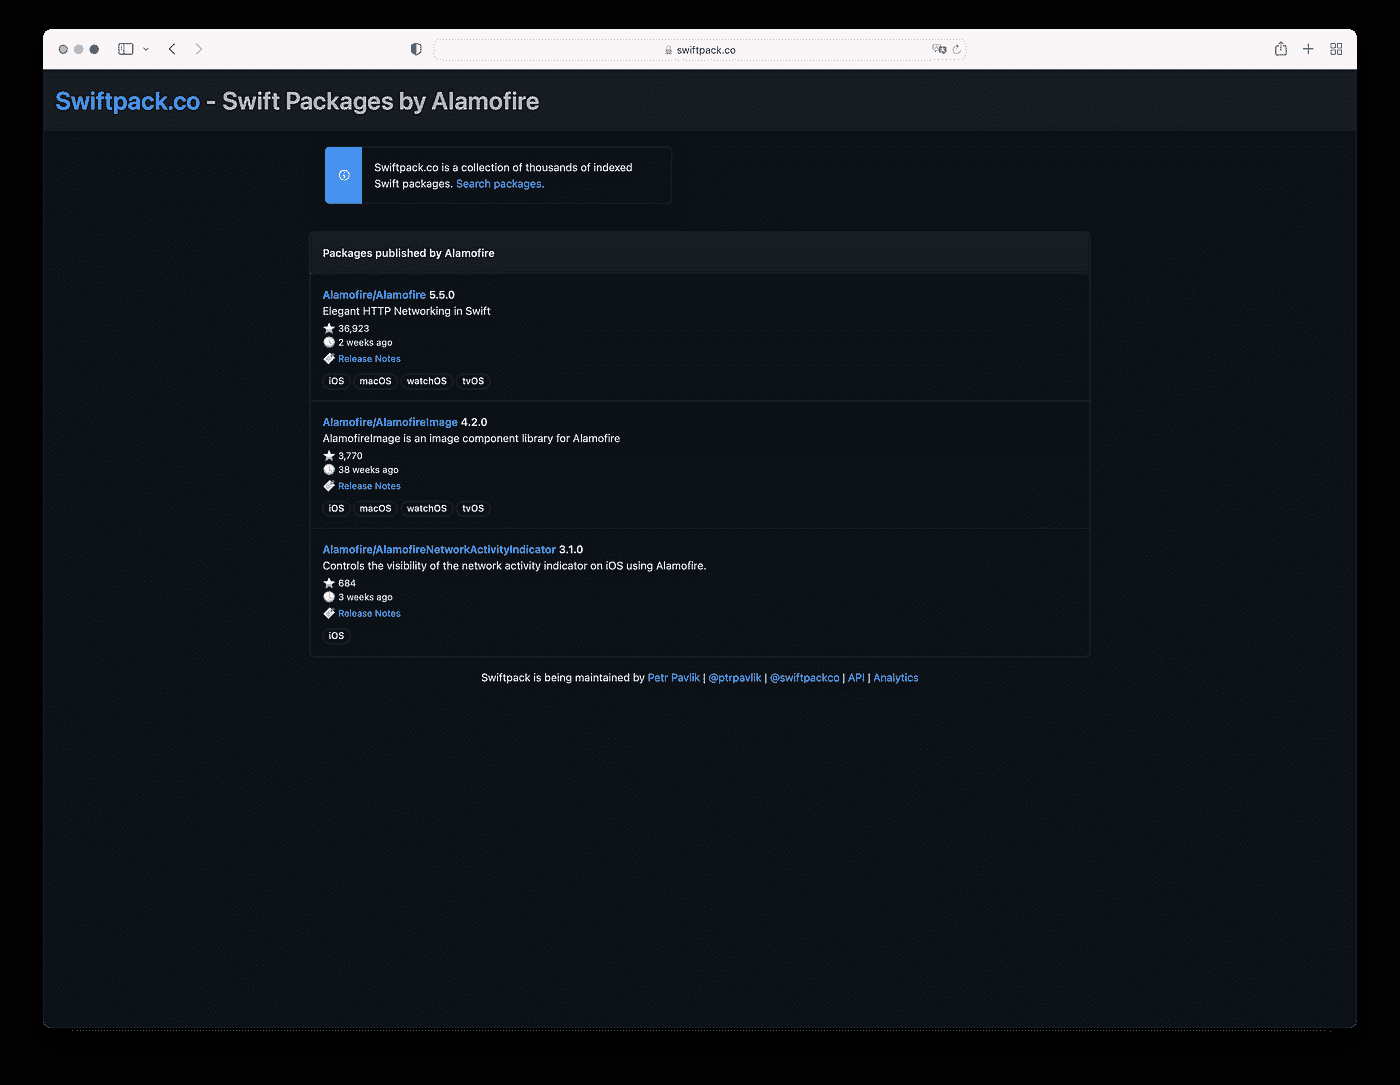 swiftpack.co
Swiftpack.co - Swift Packages by Alamofire
Swiftpack.co is a collection of thousands of indexed
Swift packages. Search packages.
Packages published by Alamofire
Alamofire/Alamofire 5.5.0
Elegant HTTP Networking in Swift
36,923
2 weeks ago
Release Notes
iOS macOS watchOS tvOS
Alamofire/AlamofireImage 4.2.0
AlamofireImage is an image component library for Alamofire
3,770
38 weeks ago
Release Notes
iOS macOS watchOS tvOS
Alamofire/AlamofireNetworkActivityIndicator 3.1.0
Controls the visibility of the network activity indicator on iOS using Alamofire.
684
3 weeks ago
Release Notes
iOS
Swiftpack is being maintained by Petr Pavlik | @ptrpavlik | @swiftpackco | API | Analytics